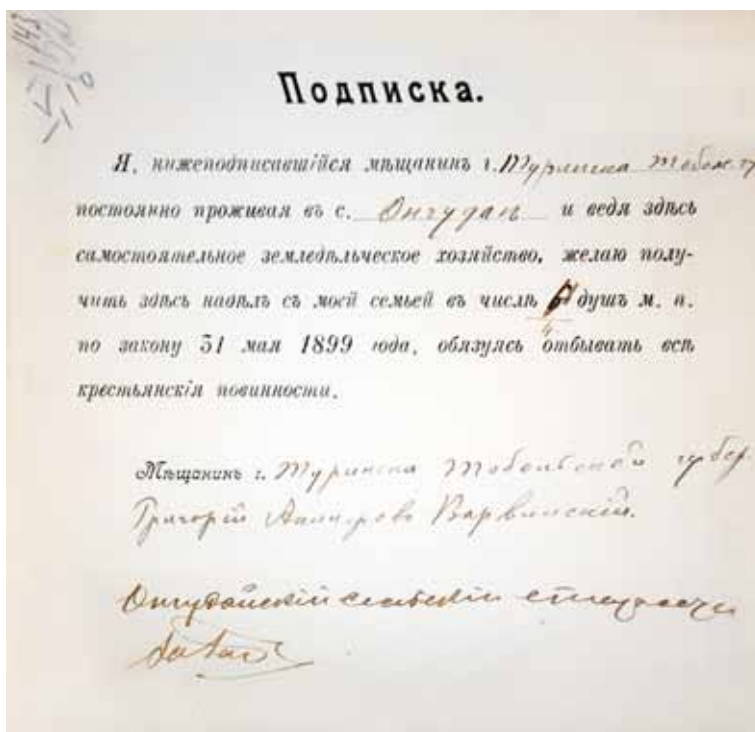 Подписка.
Я, нижеподписавшійся мѣщанинъ г. Туринска Тобол. г
постоянно проживая въ с. Онгудаѣ и ведя здѣсь
самостоятельное земледѣльческое хозяйство, желаю полу-
чить здѣсь надѣлъ съ моей семьей въ числѣ душъ м. п.
по закону 31 мая 1899 года, обязуясь отбывать всѣ
крестьянскія повинности.
Мѣщанинъ г. Туринска Тобольской губер.
Григорій Варвинскій.
Онгудайскій сельскій